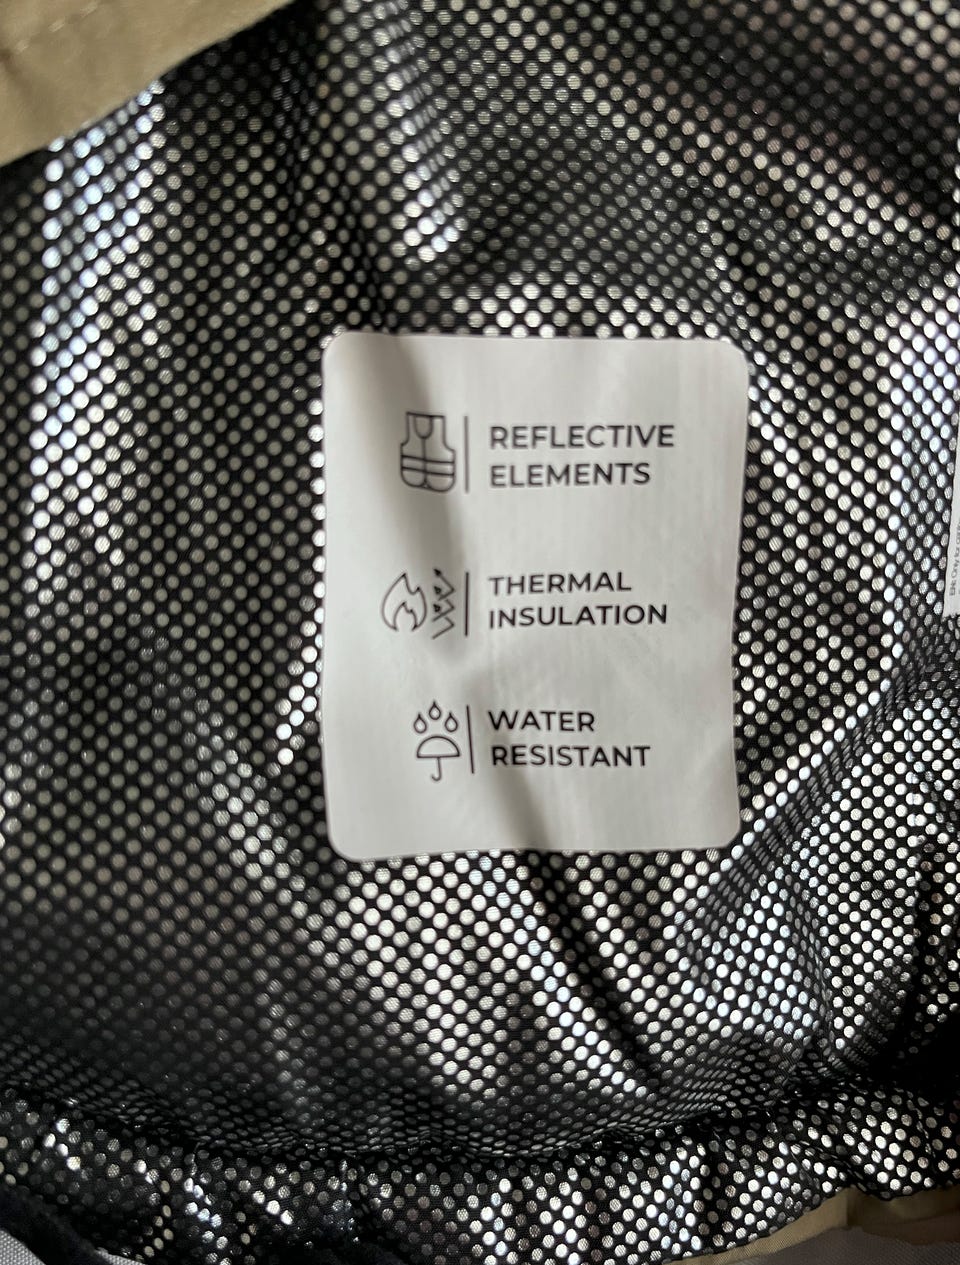 REFLECTIVE
ELEMENTS
THERMAL
INSULATION
WATER
RESISTANT